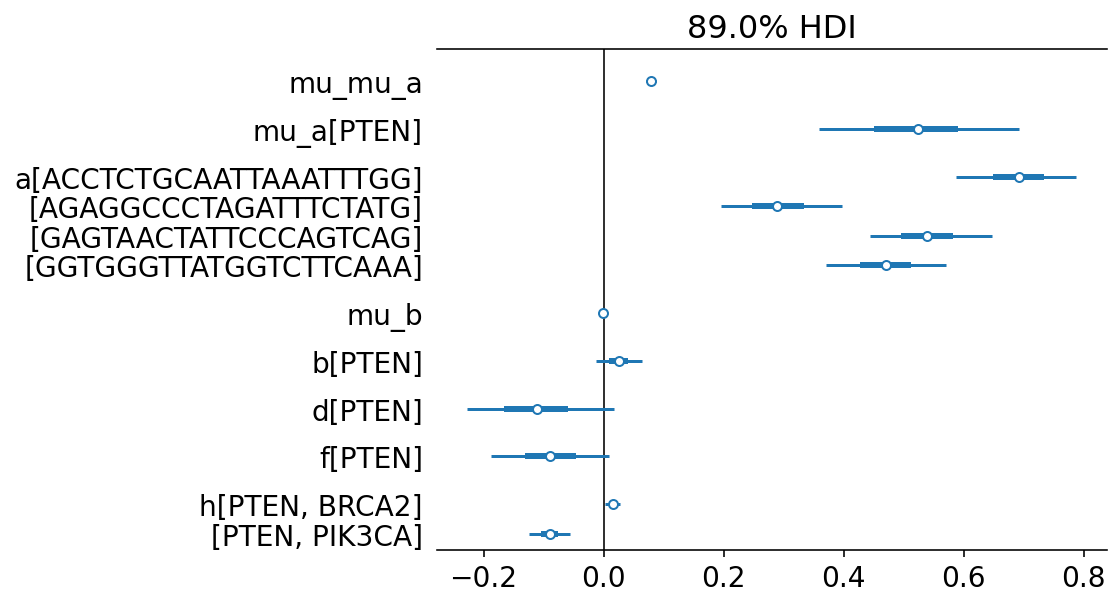 89.0% HDI
mu_mu_a
mu_a[PTEN]
a[ACCTCTGCAATTAAATTTGG]
[AGAGGCCCTAGATTTCTATG]
[GAGTAACTATTCCCAGTCAG]
[GGTGGGTTATGGTCTTCAAA]
mu_b
b[PTEN]
d[PTEN]
f[PTEN]
h[PTEN, BRCA2]
[PTEN, PIK3CA]
−0.2 0.0 0.2 0.4 0.6 0.8